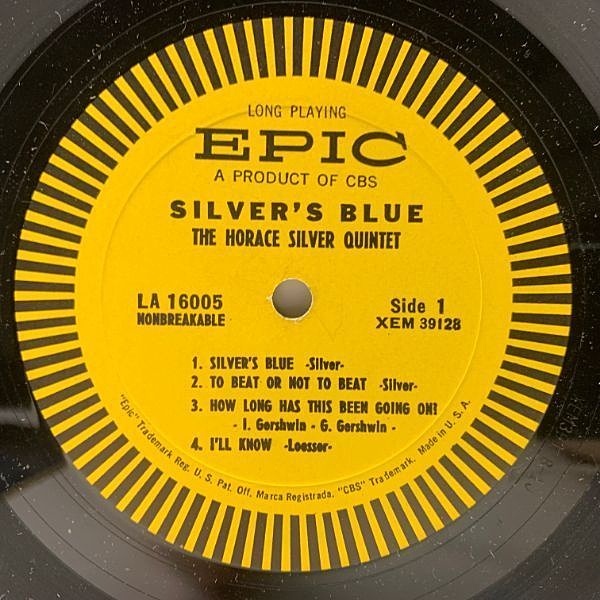 LONG PLAYING
EPIC
A PRODUCT OF CBS
SILVER'S BLUE
THE HORACE SILVER QUINTET
LA 16005
NONBREAKABLE
Side 1
XEM 39128
1. SILVER'S BLUE -Silver-
2. TO BEAT OR NOT TO BEAT -Silver-
3. HOW LONG HAS THIS BEEN GOING ON?
- I. Gershwin - G. Gershwin -
4. I'LL KNOW -Loesser-
"Epic" Trademark Reg. U. S. Pat. Off. Marca Registrada. "CBS" Trademark. Made in U. S. A.